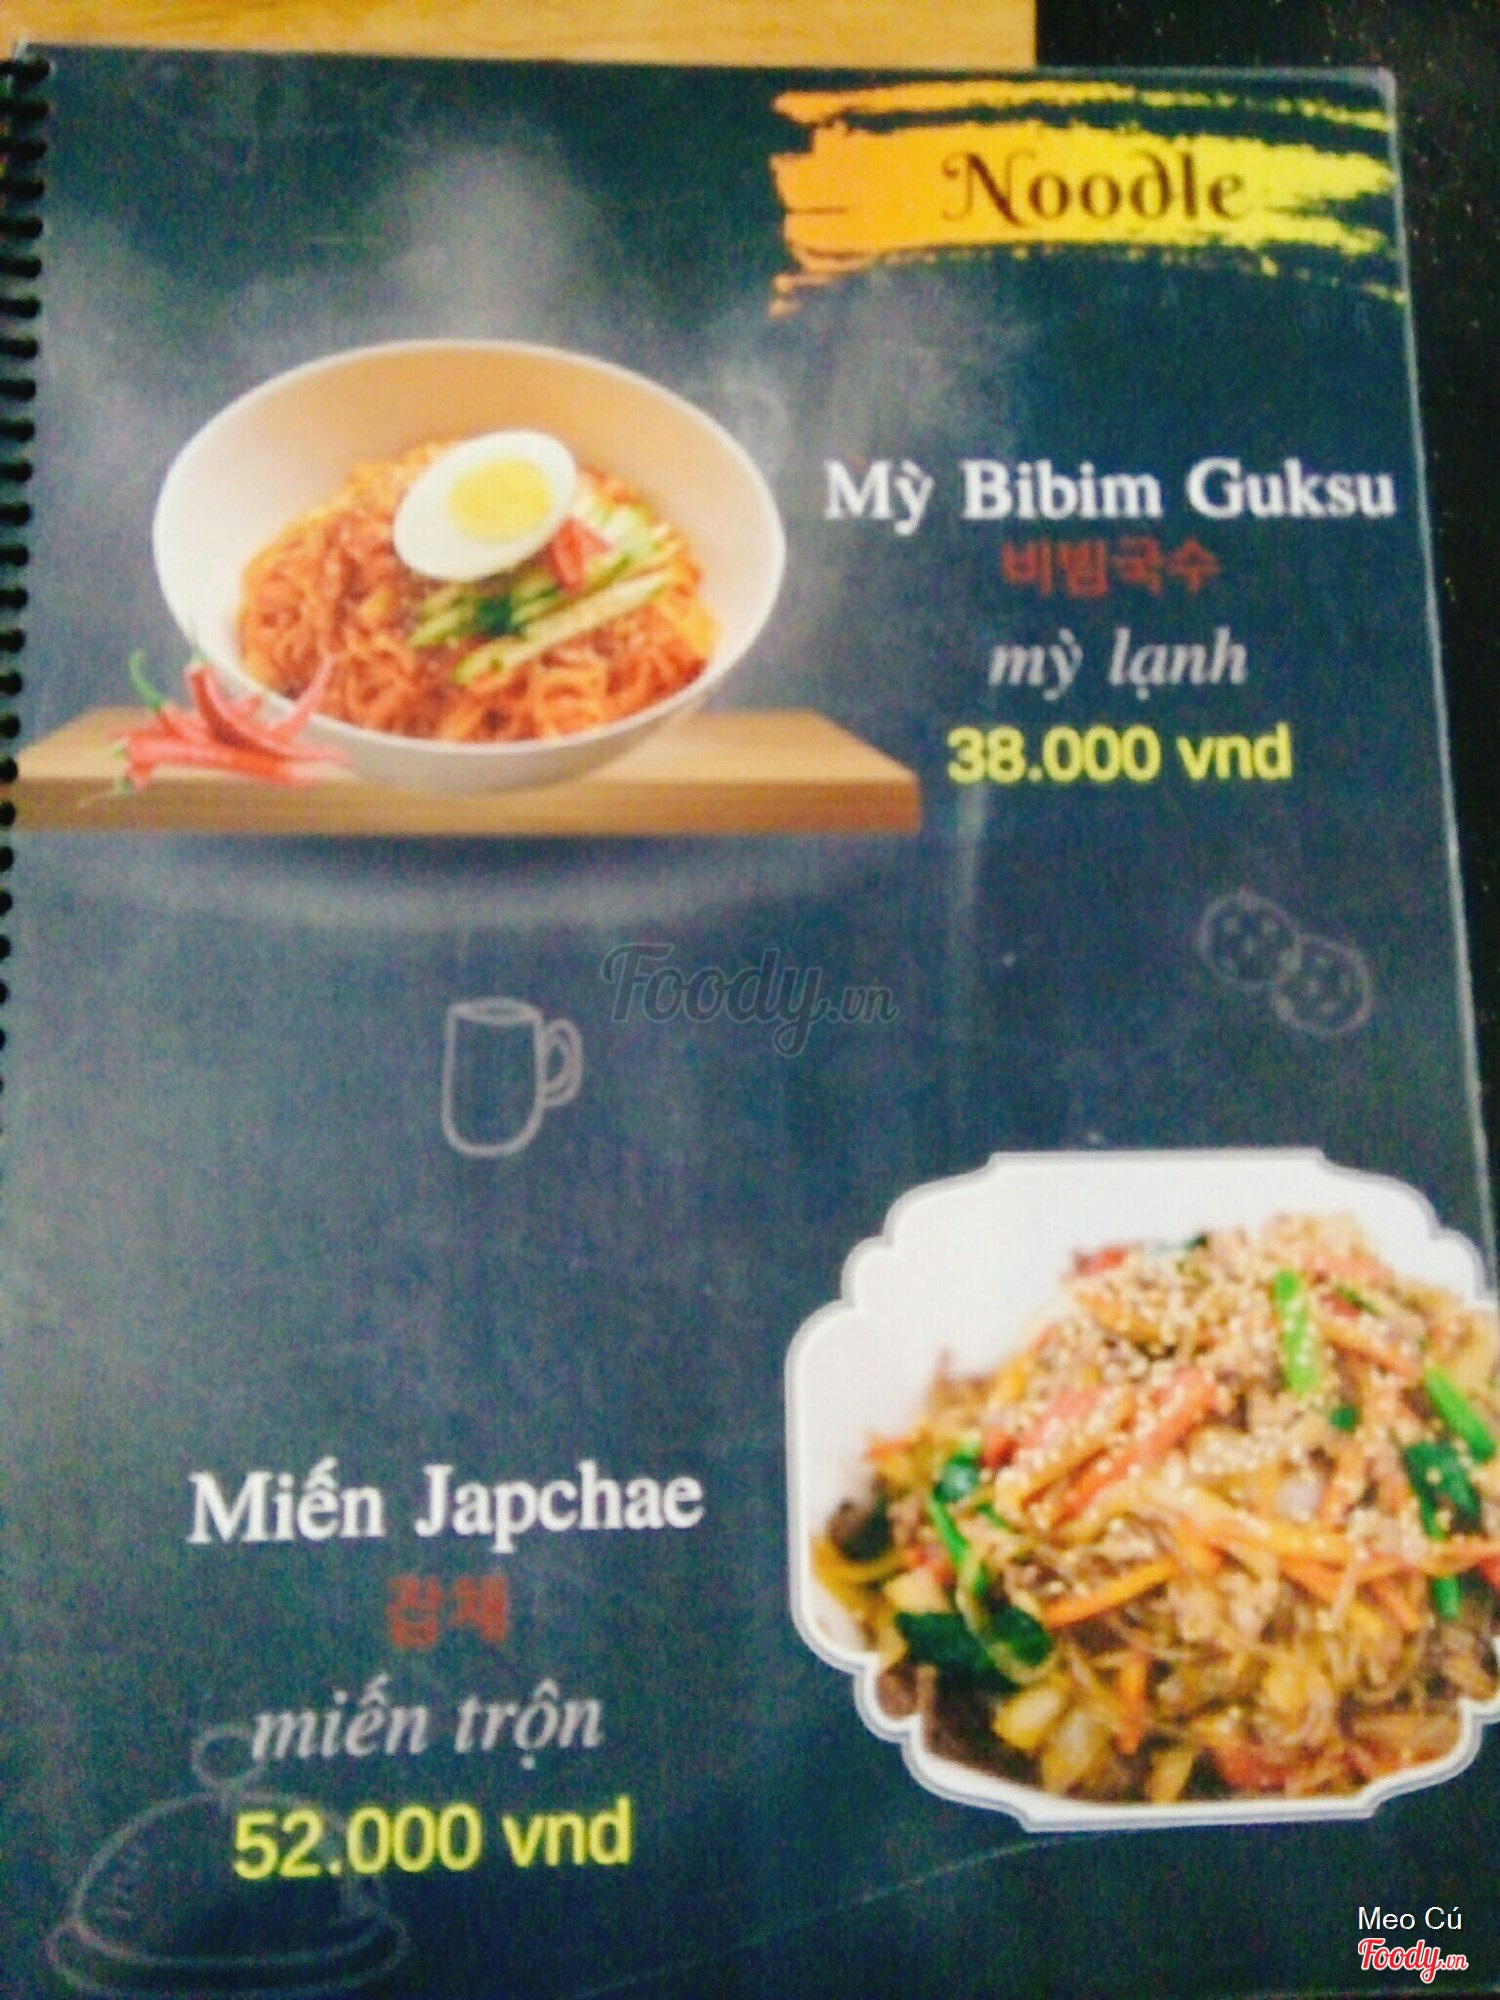 Noodle
Mỳ Bibim Guksu
비빔국수
mỳ lạnh
38.000 vnd
Foody.vn
Miến Japchae
잡채
miến trộn
52.000 vnd
Meo Cú
Foody.vn